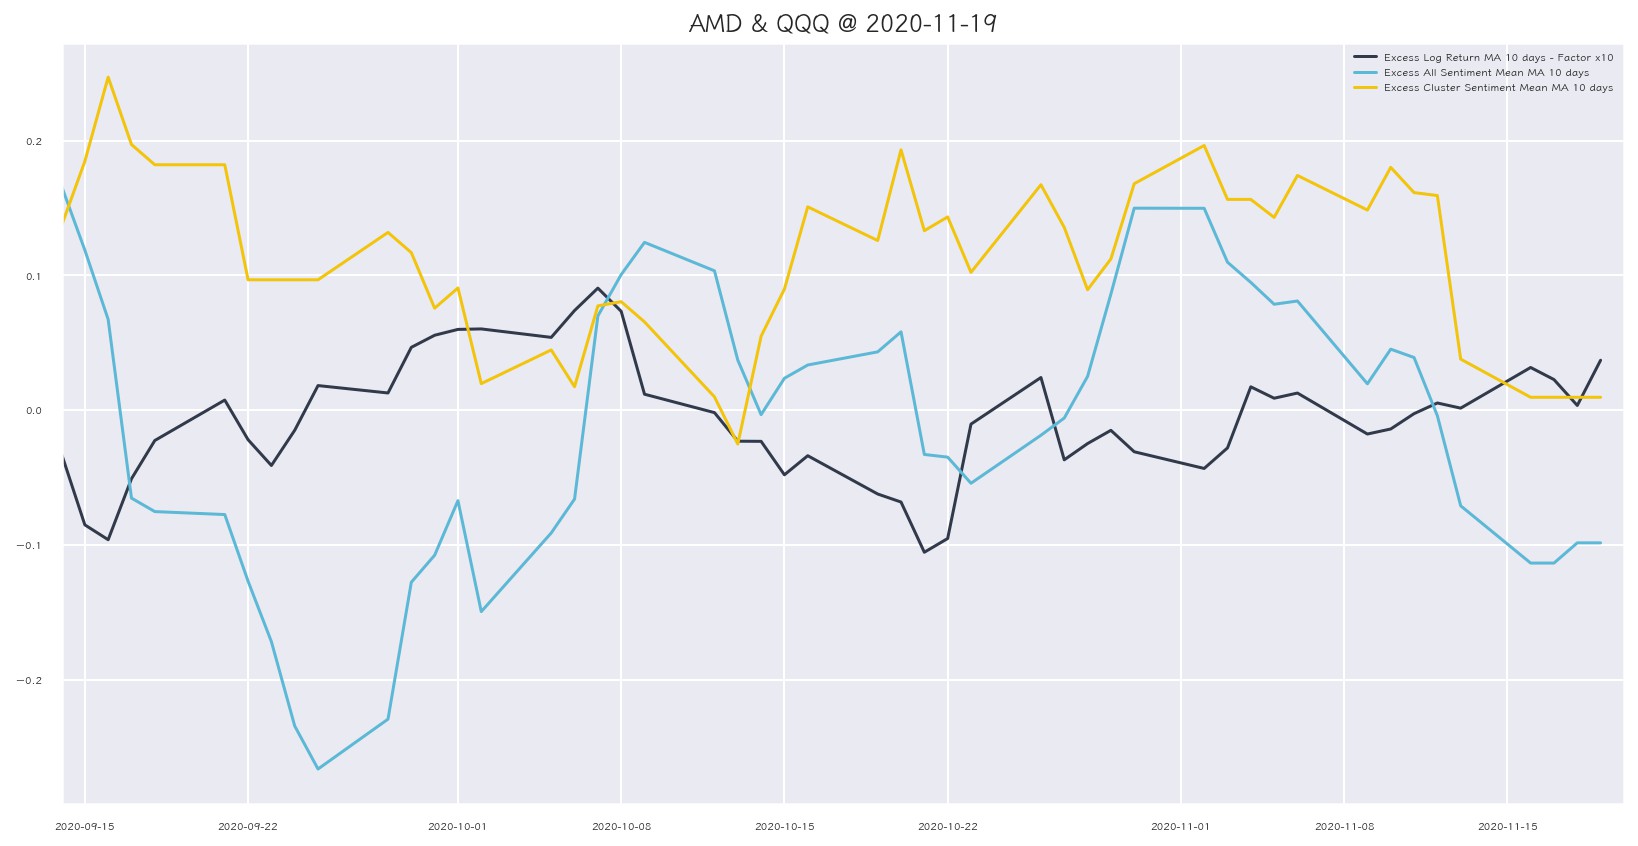 AMD & QQQ @ 2020-11-19
Excess Log Return MA 10 days - Factor x10
Excess All Sentiment Mean MA 10 days
Excess Cluster Sentiment Mean MA 10 days
0.2
0.1
0.0
−0.1
−0.2
2020-09-15 2020-09-22 2020-10-01 2020-10-08 2020-10-15 2020-10-22 2020-11-01 2020-11-08 2020-11-15